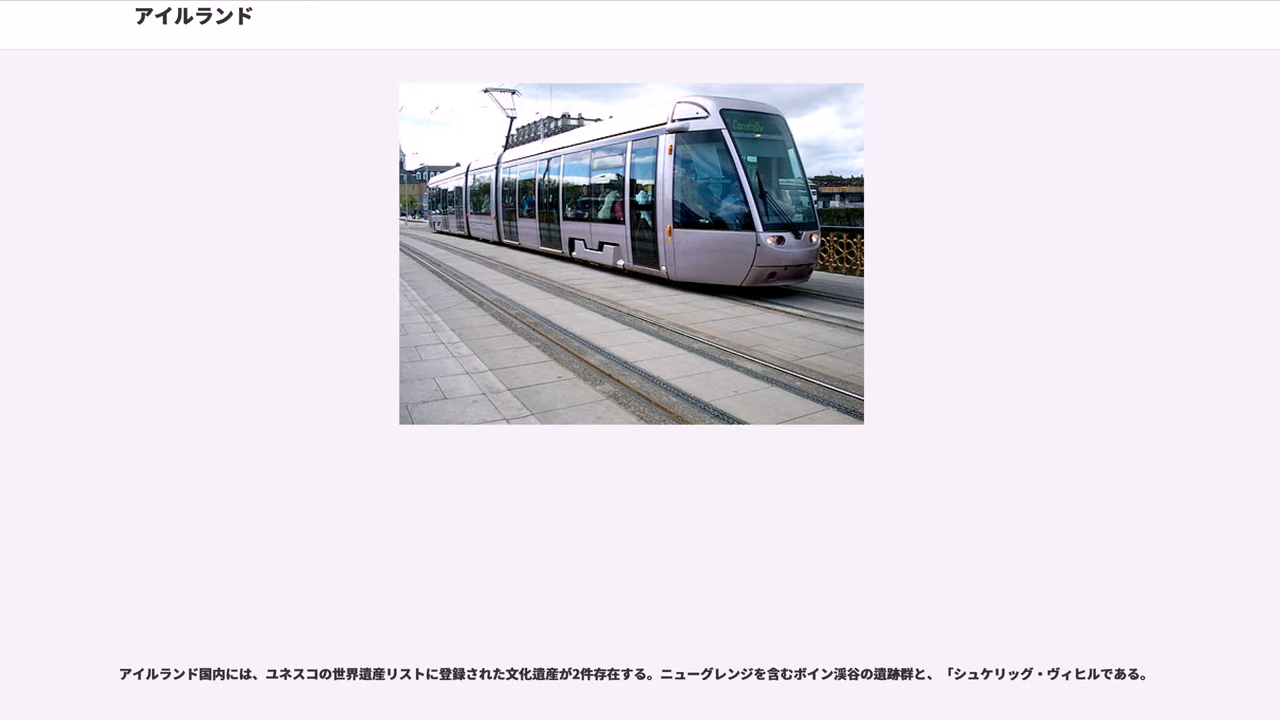 アイルランド
アイルランド国内には、ユネスコの世界遺産リストに登録された文化遺産が2件存在する。ニューグレンジを含むボイン渓谷の遺跡群と、「シュケリッグ・ヴィヒルである。